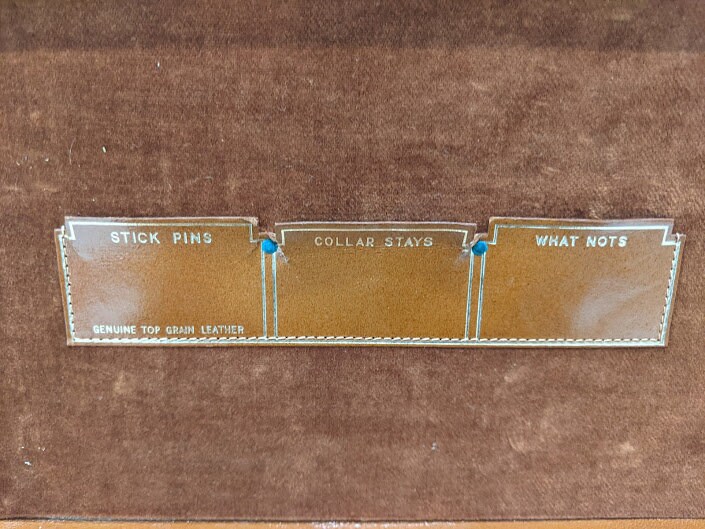 STICK PINS
COLLAR STAYS
WHAT NOTS
GENUINE TOP GRAIN LEATHER